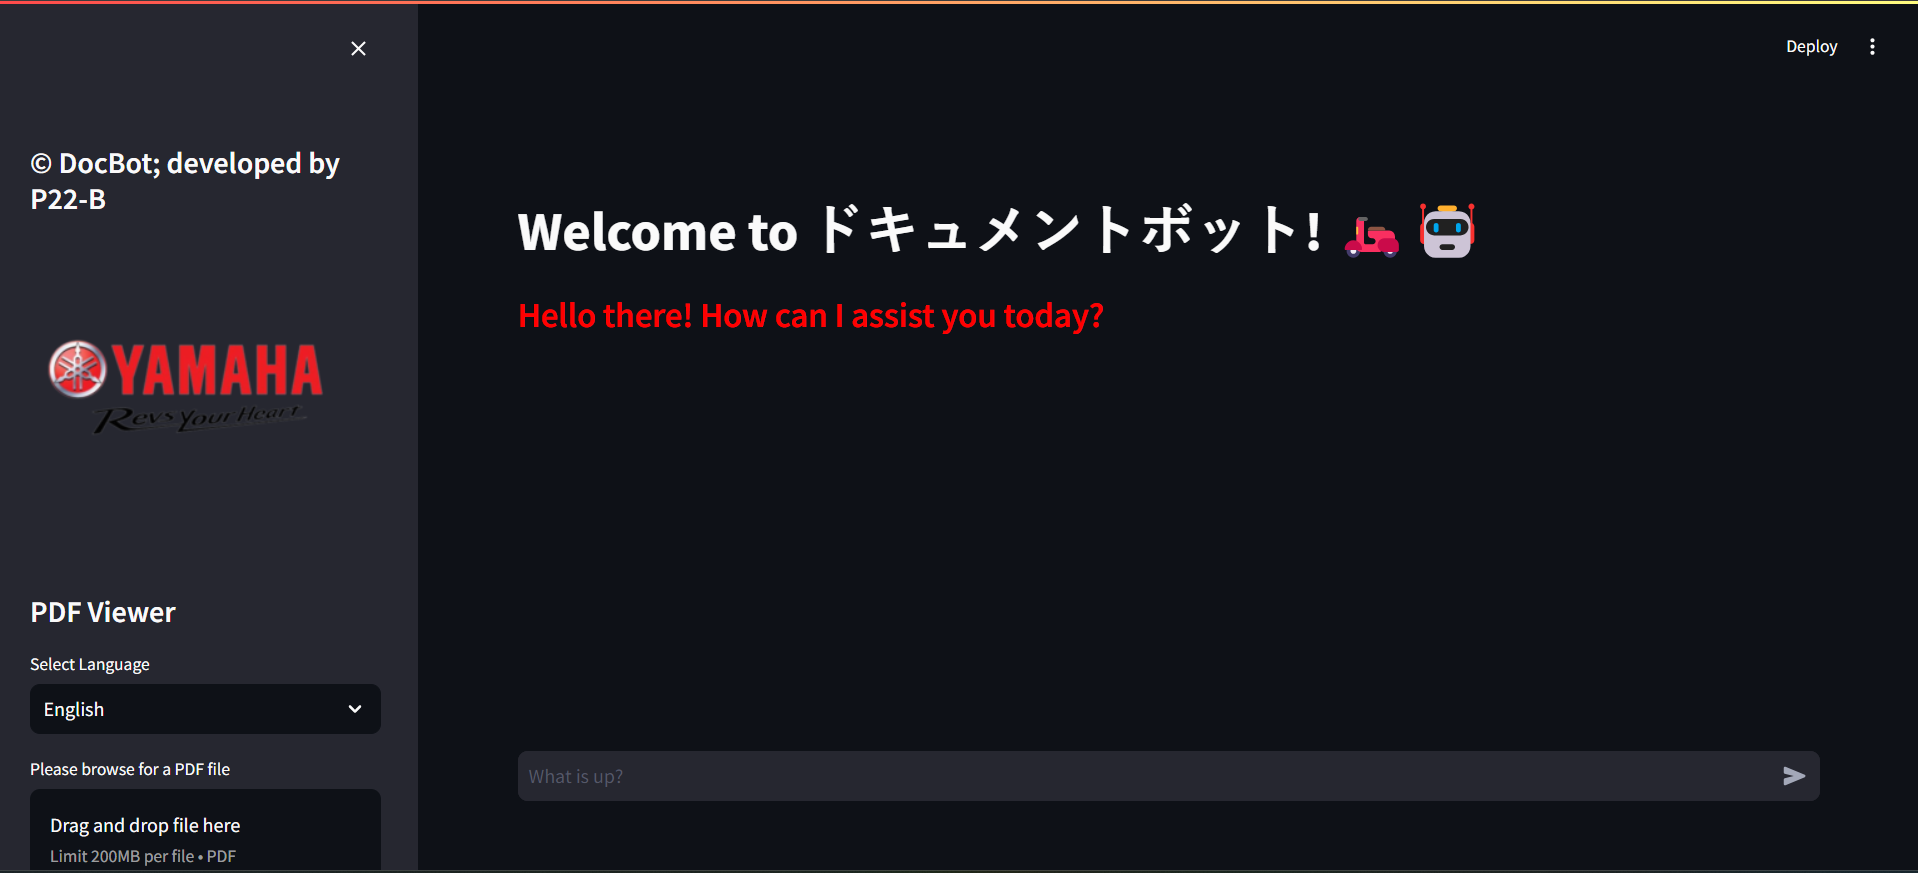 Deploy
© DocBot; developed by
P22-B
YAMAHA
Revs Your Heart
PDF Viewer
Select Language
English
Please browse for a PDF file
Drag and drop file here
Limit 200MB per file • PDF
Welcome to ドキュメントボット!
Hello there! How can I assist you today?
What is up?